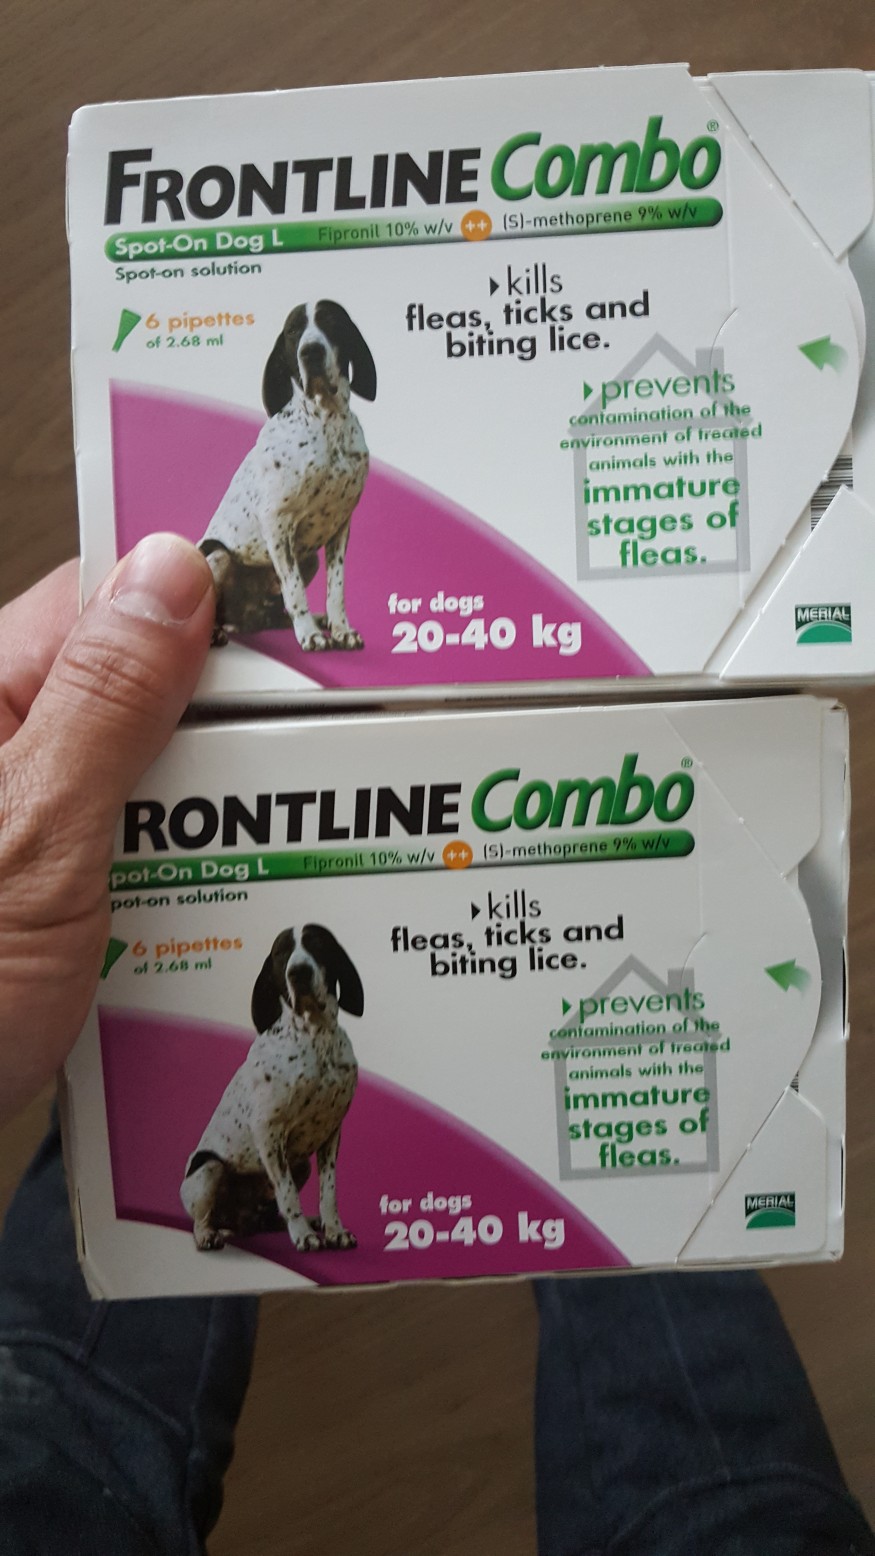 FRONTLINE Combo®
Spot-On Dog L Fipronil 10% w/v ++ (S)-methoprene 9% w/v
Spot-on solution
6 pipettes
of 2.68 ml
kills
fleas, ticks and
biting lice.
prevents
contamination of the
environment of treated
animals with the
immature
stages of
fleas.
for dogs
20-40 kg
MERIAL
RONTLINE Combo®
pot-On Dog L Fipronil 10% w/v ++ (S)-methoprene 9% w/v
pot-on solution
6 pipettes
of 2.68 ml
kills
fleas, ticks and
biting lice.
prevents
contamination of the
environment of treated
animals with the
immature
stages of
fleas.
for dogs
20-40 kg
MERIAL